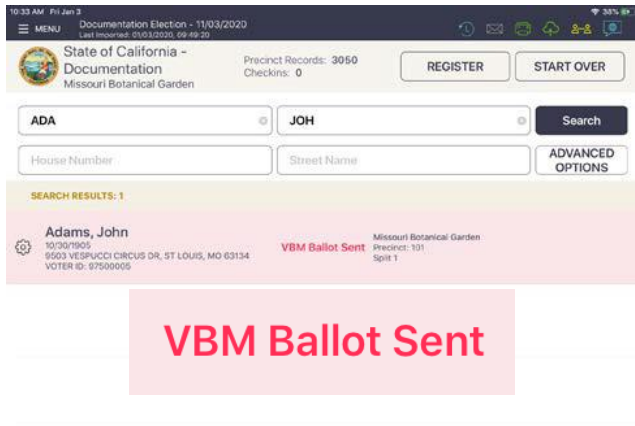 10:33 AM Fri Jan 3
38%
MENU
Documentation Election - 11/03/2020
Last Imported: 01/03/2020, 09:49:20
State of California -
Documentation
Missouri Botanical Garden
Precinct Records: 3050
Checkins: 0
REGISTER
START OVER
ADA
JOH
Search
House Number
Street Name
ADVANCED
OPTIONS
SEARCH RESULTS: 1
Adams, John
10/30/1905
9503 VESPUCCI CIRCUS DR, ST LOUIS, MO 63134
VOTER ID: 97500005
VBM Ballot Sent
Missouri Botanical Garden
Precinct: 101
Split 1
VBM Ballot Sent